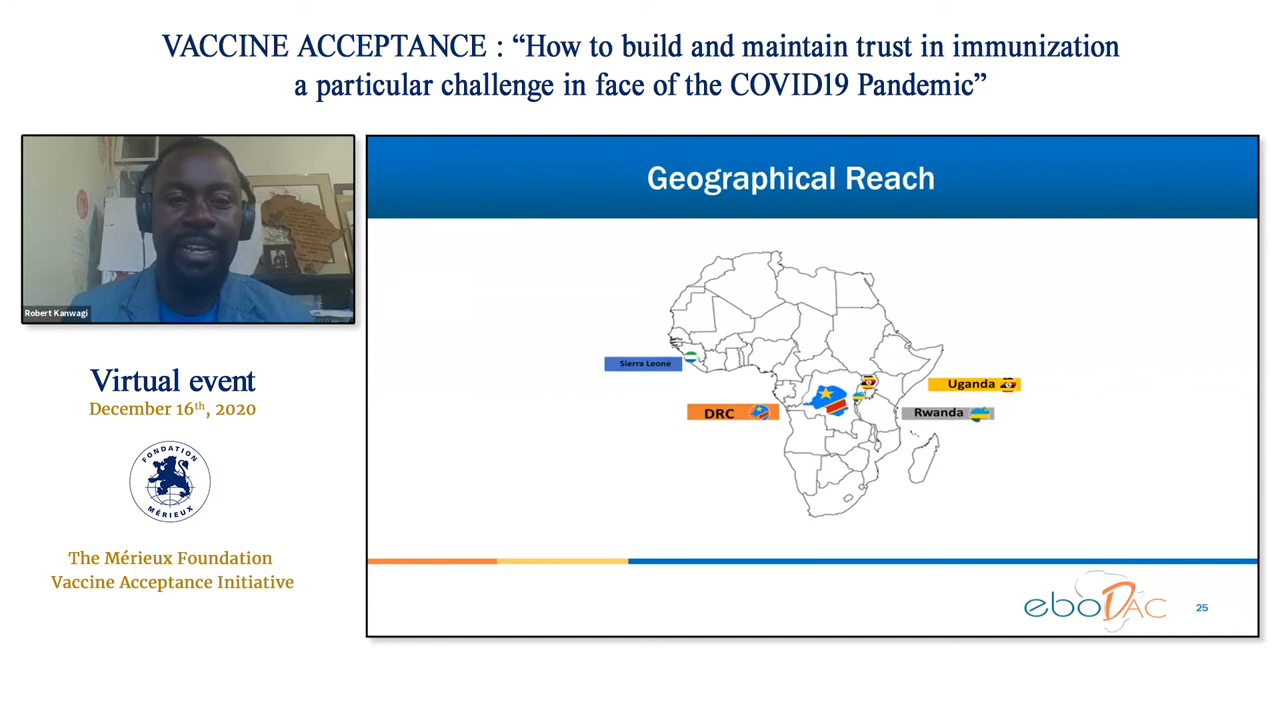 VACCINE ACCEPTANCE : “How to build and maintain trust in immunization
a particular challenge in face of the COVID19 Pandemic”
Robert Kanwagi
Virtual event
December 16th, 2020
FONDATION
MÉRIEUX
The Mérieux Foundation
Vaccine Acceptance Initiative
Geographical Reach
Sierra Leone
Uganda
DRC
Rwanda
eboDAC
25